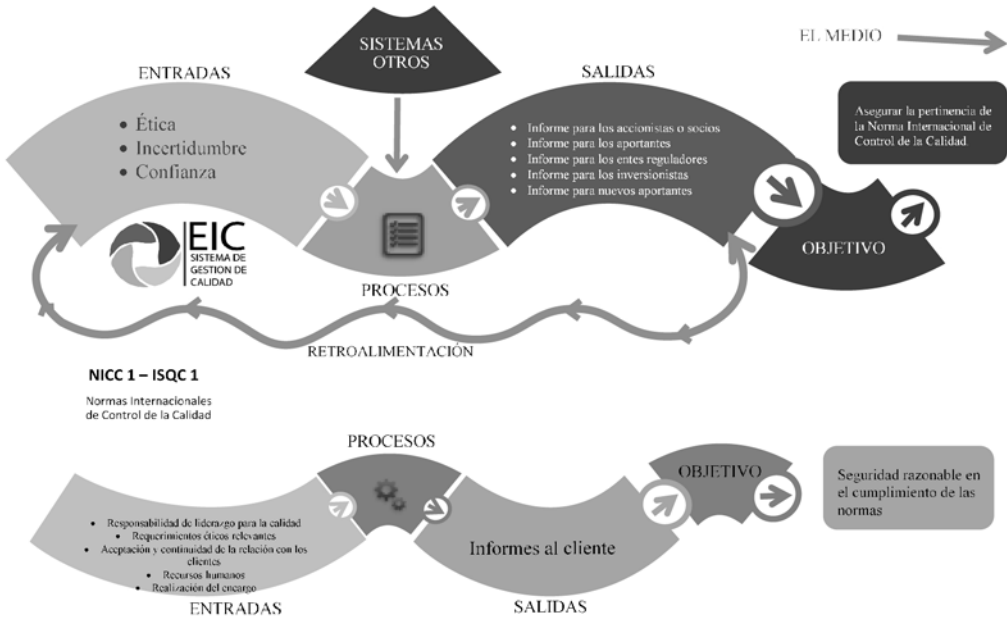 SISTEMAS
OTROS
EL MEDIO
ENTRADAS
SALIDAS
• Ética
• Incertidumbre
• Confianza
• Informe para los accionistas o socios
• Informe para los aportantes
• Informe para los entes reguladores
• Informe para los inversionistas
• Informe para nuevos aportantes
Asegurar la pertinencia de
la Norma Internacional de
Control de la Calidad.
EIC
SISTEMA DE
GESTION DE
CALIDAD
OBJETIVO
PROCESOS
RETROALIMENTACIÓN
NICC 1 – ISQC 1
Normas Internacionales
de Control de la Calidad
PROCESOS
OBJETIVO
Seguridad razonable en
el cumplimiento de las
normas
• Responsabilidad de liderazgo para la calidad
• Requerimientos éticos relevantes
• Aceptación y continuidad de la relación con los
clientes
• Recursos humanos
• Realización del encargo
Informes al cliente
ENTRADAS
SALIDAS